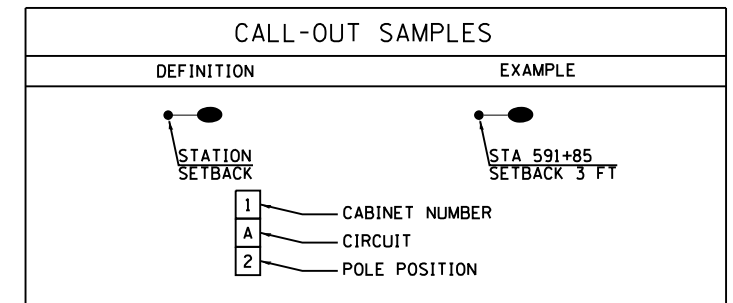 CALL-OUT SAMPLES
DEFINITION
EXAMPLE
STATION
SETBACK
STA 591+85
SETBACK 3 FT
1
CABINET NUMBER
A
CIRCUIT
2
POLE POSITION